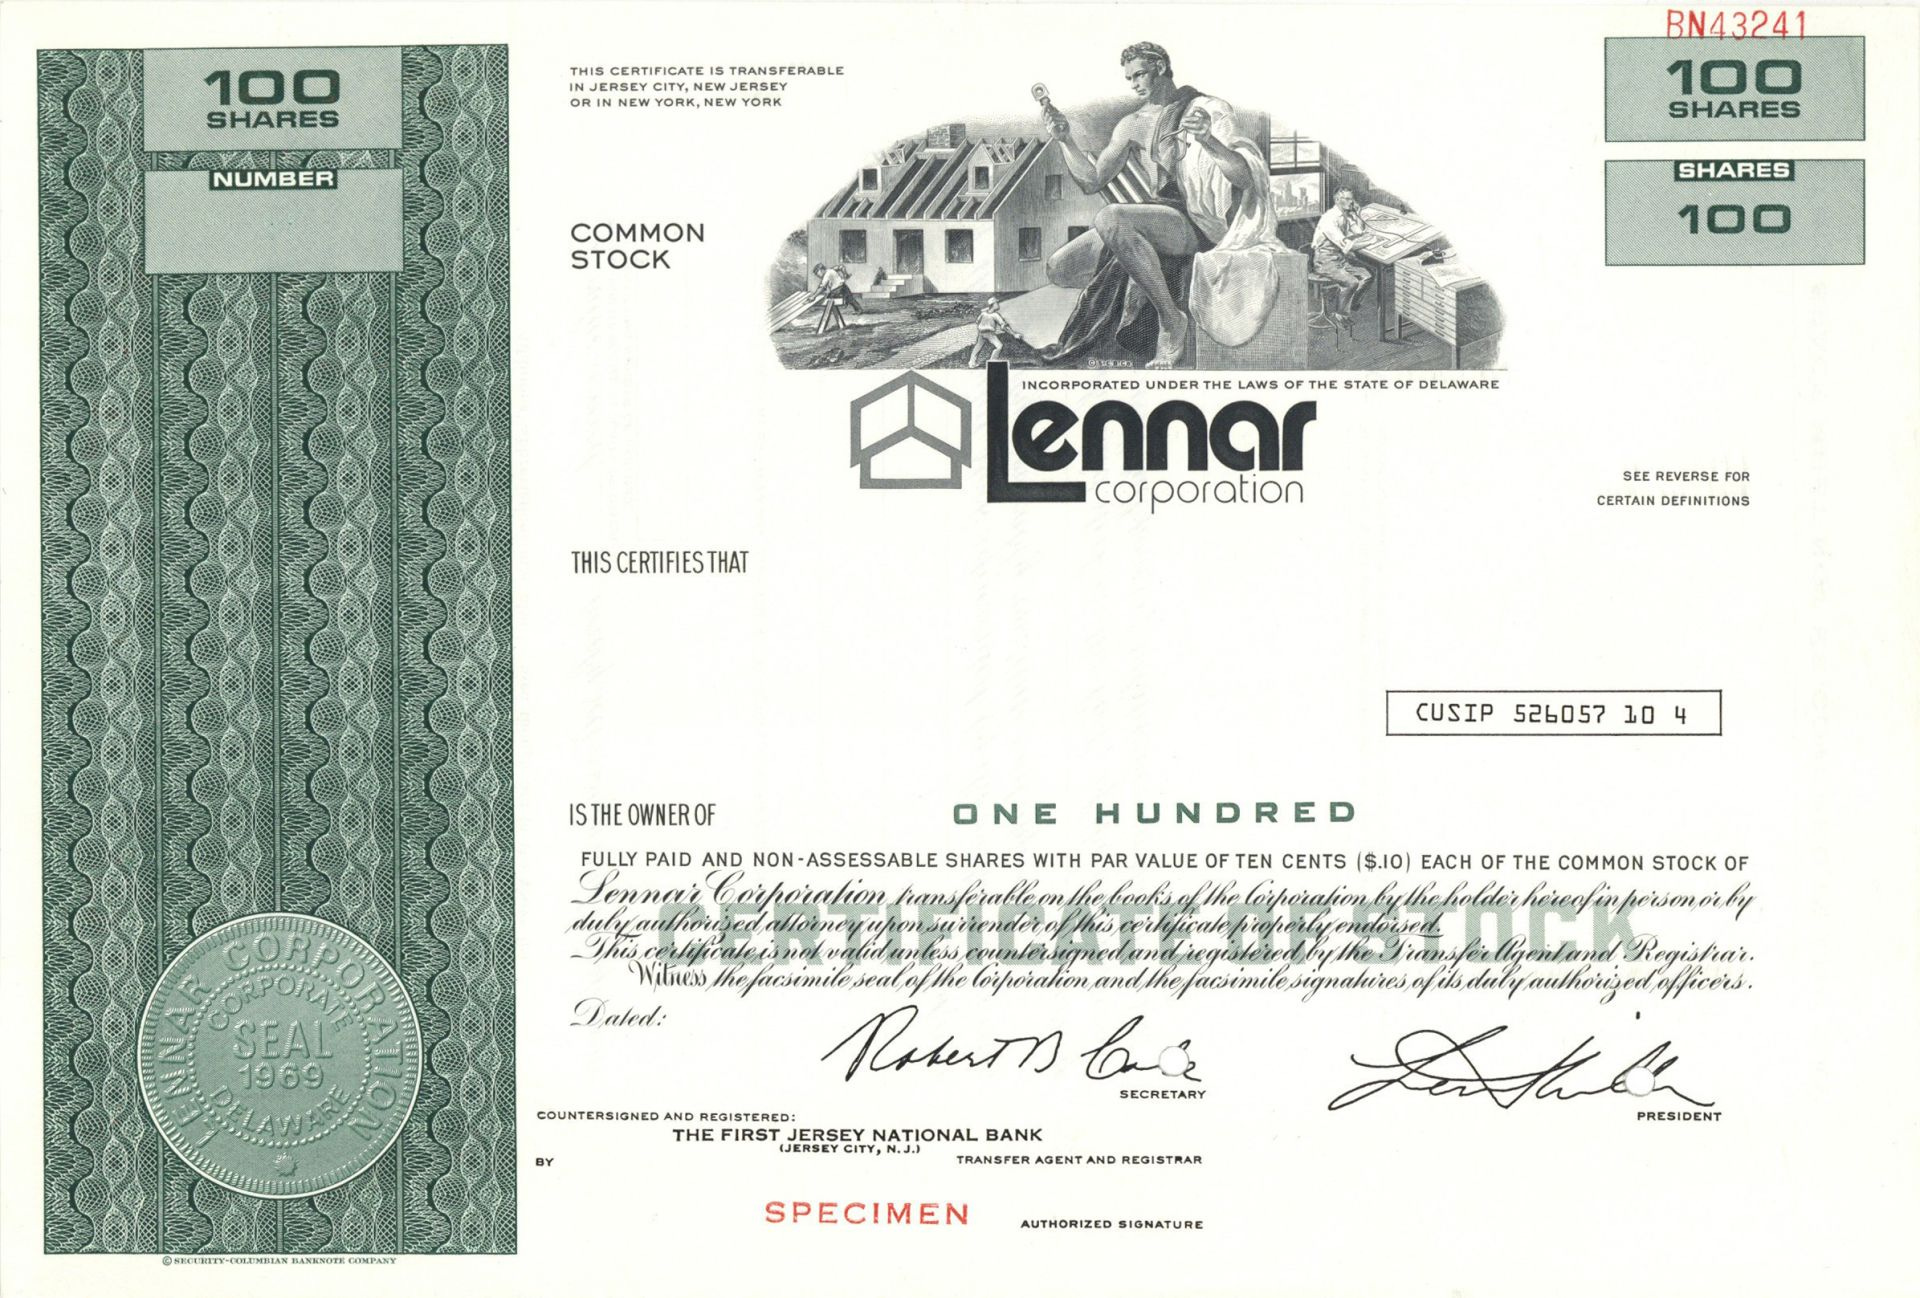 BN43241
100
SHARES
NUMBER
THIS CERTIFICATE IS TRANSFERABLE
IN JERSEY CITY, NEW JERSEY
OR IN NEW YORK, NEW YORK
COMMON
STOCK
100
SHARES
SHARES
100
INCORPORATED UNDER THE LAWS OF THE STATE OF DELAWARE
Lennar
corporation
SEE REVERSE FOR
CERTAIN DEFINITIONS
THIS CERTIFIES THAT
CUSIP 526057 10 4
IS THE OWNER OF
ONE HUNDRED
FULLY PAID AND NON-ASSESSABLE SHARES WITH PAR VALUE OF TEN CENTS ($.10) EACH OF THE COMMON STOCK OF
Lennar Corporation transferable on the books of the Corporation by the holder hereof in person or by
duly authorized attorney upon surrender of this certificate properly endorsed.
CERTIFICATE OF STOCK
This certificate is not valid unless countersigned and registered by the Transfer Agent and Registrar.
Witness the facsimile seal of the Corporation and the facsimile signatures of its duly authorized officers.
Dated:
LENNAR CORPORATION
CORPORATE
SEAL
1969
DELAWARE
Robert B
SECRETARY
PRESIDENT
COUNTERSIGNED AND REGISTERED:
THE FIRST JERSEY NATIONAL BANK
(JERSEY CITY, N.J.)
BY
TRANSFER AGENT AND REGISTRAR
SPECIMEN
AUTHORIZED SIGNATURE
© SECURITY-COLUMBIAN BANKNOTE COMPANY